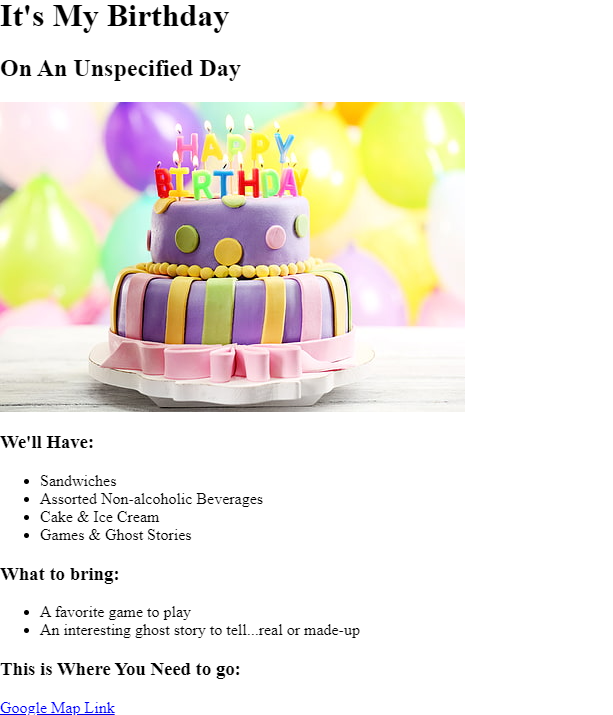 It's My Birthday
On An Unspecified Day
HAPPY
BIRTHDAY
We'll Have:
Sandwiches
Assorted Non-alcoholic Beverages
Cake & Ice Cream
Games & Ghost Stories
What to bring:
A favorite game to play
An interesting ghost story to tell...real or made-up
This is Where You Need to go:
Google Map Link